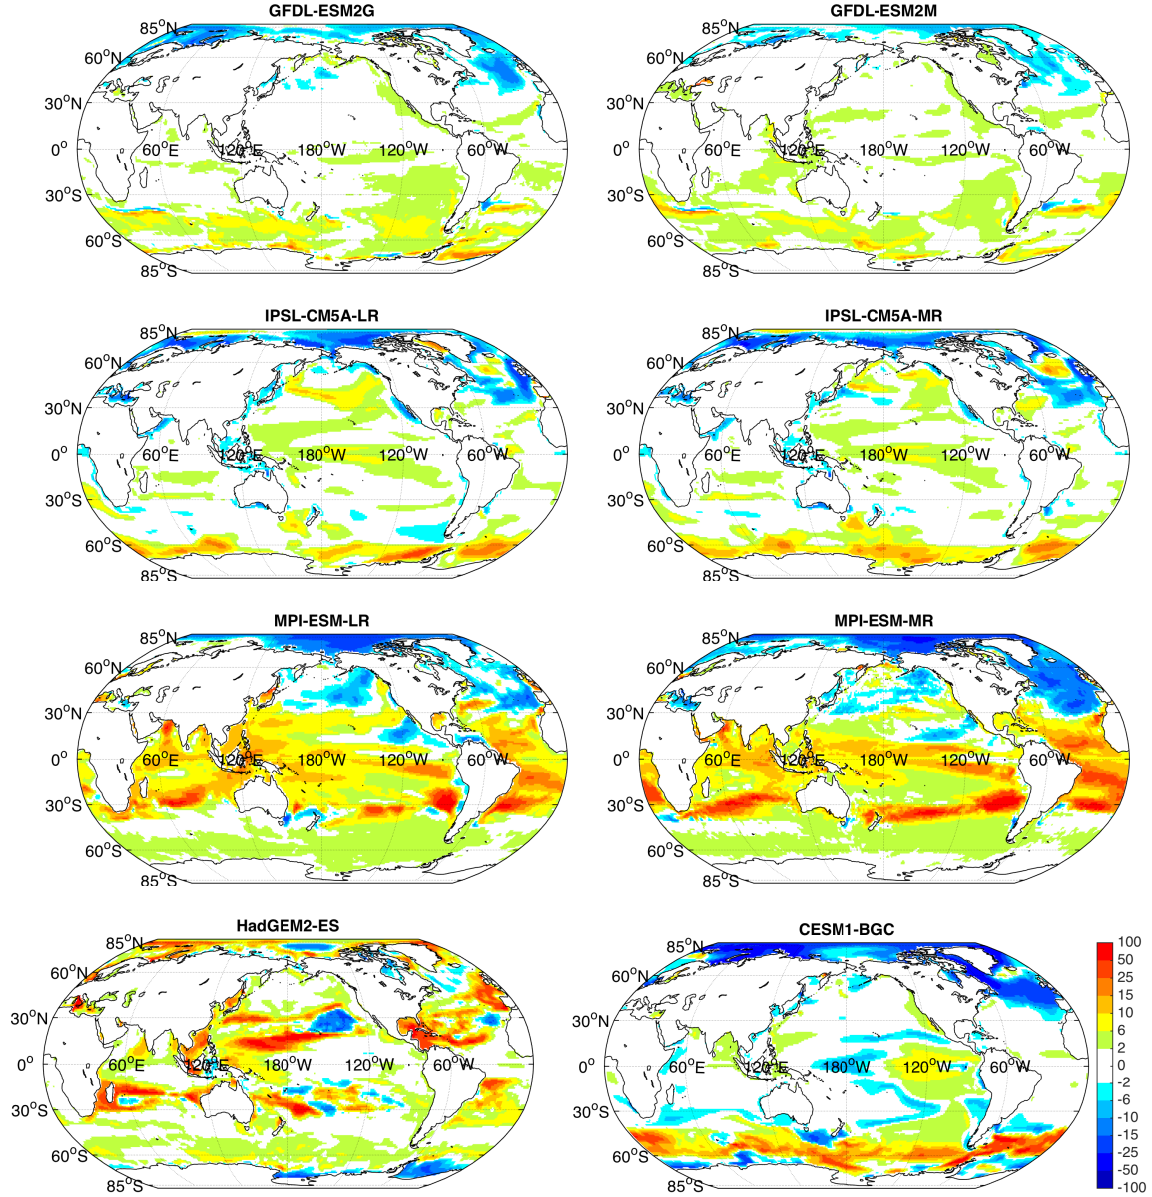 GFDL-ESM2G
85°N
60°N
30°N
0°
30°S
60°S
85°S
60°E
120°E
180°W
120°W
60°W
GFDL-ESM2M
85°N
60°N
30°N
0°
30°S
60°S
85°S
60°E
120°E
180°W
120°W
60°W
IPSL-CM5A-LR
85°N
60°N
30°N
0°
30°S
60°S
85°S
60°E
120°E
180°W
120°W
60°W
IPSL-CM5A-MR
85°N
60°N
30°N
0°
30°S
60°S
85°S
60°E
120°E
180°W
120°W
60°W
MPI-ESM-LR
85°N
60°N
30°N
0°
30°S
60°S
85°S
60°E
120°E
180°W
120°W
60°W
MPI-ESM-MR
85°N
60°N
30°N
0°
30°S
60°S
85°S
60°E
120°E
180°W
120°W
60°W
HadGEM2-ES
85°N
60°N
30°N
0°
30°S
60°S
85°S
60°E
120°E
180°W
120°W
60°W
CESM1-BGC
85°N
60°N
30°N
0°
30°S
60°S
85°S
60°E
120°E
180°W
120°W
60°W
100
50
25
15
10
6
2
0
-2
-6
-10
-25
-50
-100